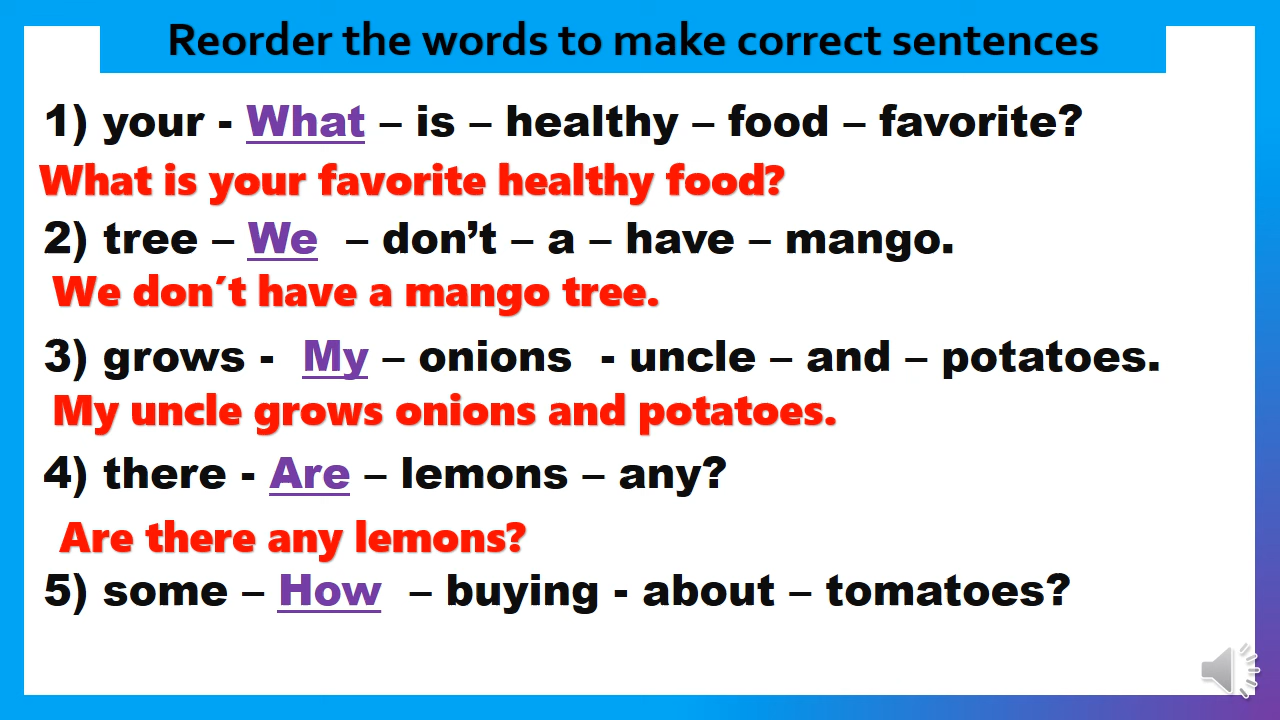 Reorder the words to make correct sentences
1) your - What – is – healthy – food – favorite?
What is your favorite healthy food?
2) tree – We – don’t – a – have – mango.
We don´t have a mango tree.
3) grows - My – onions - uncle – and – potatoes.
My uncle grows onions and potatoes.
4) there - Are – lemons – any?
Are there any lemons?
5) some – How – buying - about – tomatoes?